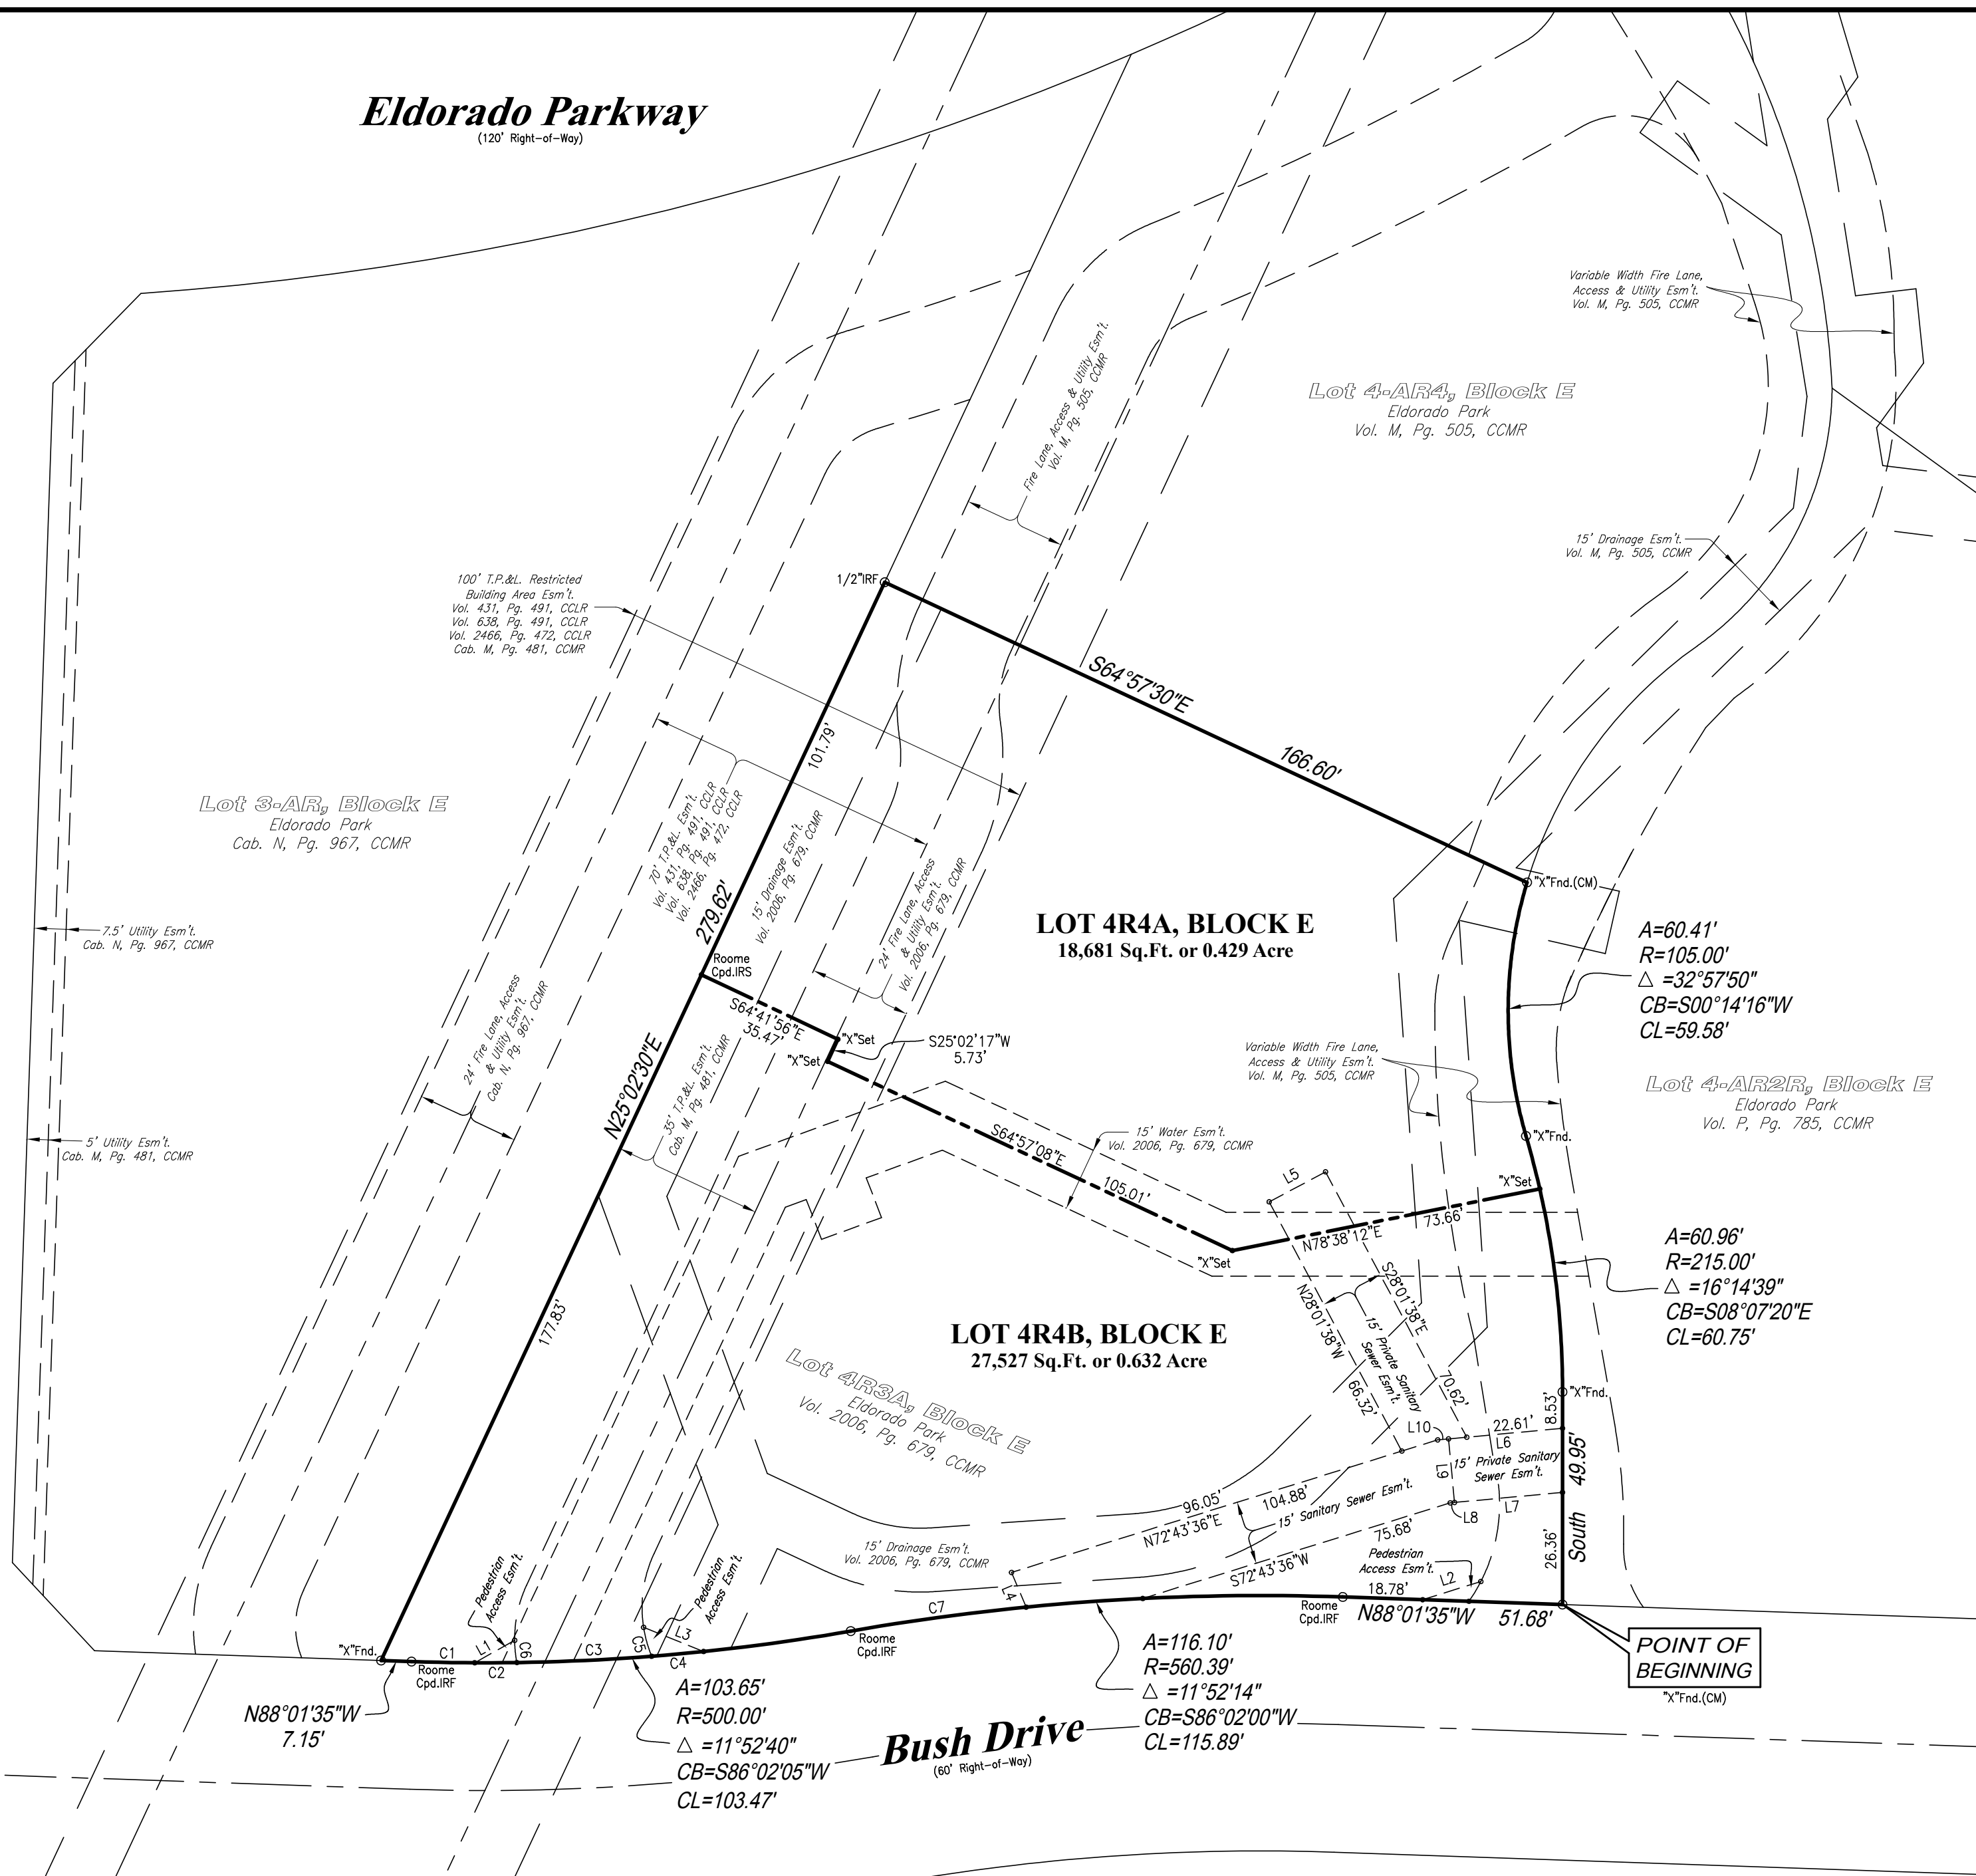 Eldorado Parkway
(120' Right-of-Way)
Variable Width Fire Lane,
Access & Utility Esm't.
Vol. M, Pg. 505, CCMR
Fire Lane, Access & Utility Esm't.
Vol. M, Pg. 505, CCMR
Lot 4-AR4, Block E
Eldorado Park
Vol. M, Pg. 505, CCMR
15' Drainage Esm't.
Vol. M, Pg. 505, CCMR
100' T.P.&L. Restricted
Building Area Esm't.
Vol. 431, Pg. 491, CCLR
Vol. 638, Pg. 491, CCLR
Vol. 2466, Pg. 472, CCLR
Cab. M, Pg. 481, CCMR
1/2"IRF
S64°57'30"E
166.60'
101.79'
Lot 3-AR, Block E
Eldorado Park
Cab. N, Pg. 967, CCMR
70' T.P.&L. Esm't.
Vol. 431, Pg. 491, CCLR
Vol. 638, Pg. 491, CCLR
Vol. 2466, Pg. 472, CCLR
279.62'
15' Drainage Esm't.
Vol. 2006, Pg. 679, CCMR
24' Fire Lane, Access
& Utility Esm't.
Vol. 2006, Pg. 679, CCMR
"X"Fnd.(CM)
LOT 4R4A, BLOCK E
18,681 Sq.Ft. or 0.429 Acre
A=60.41'
R=105.00'
△ =32°57'50"
CB=S00°14'16"W
CL=59.58'
7.5' Utility Esm't.
Cab. N, Pg. 967, CCMR
Roome
Cpd.IRS
S64°41'56"E
35.47'
"X"Set
"X"Set
S25°02'17"W
5.73'
24' Fire Lane, Access
& Utility Esm't.
Cab. N, Pg. 967, CCMR
N25°02'30"E
35' T.P.&L. Esm't.
Cab. M, Pg. 481, CCMR
Variable Width Fire Lane,
Access & Utility Esm't.
Vol. M, Pg. 505, CCMR
Lot 4-AR2R, Block E
Eldorado Park
Vol. P, Pg. 785, CCMR
5' Utility Esm't.
Cab. M, Pg. 481, CCMR
S64°57'08"E
105.01'
15' Water Esm't.
Vol. 2006, Pg. 679, CCMR
"X"Fnd.
L5
"X"Set
N78°38'12"E
73.66'
"X"Set
A=60.96'
R=215.00'
△ =16°14'39"
CB=S08°07'20"E
CL=60.75'
177.83'
LOT 4R4B, BLOCK E
27,527 Sq.Ft. or 0.632 Acre
N28°01'38"W
66.32'
15' Private Sanitary
Sewer Esm't.
S28°01'38"E
70.62'
Lot 4R3A, Block E
Eldorado Park
Vol. 2006, Pg. 679, CCMR
"X"Fnd.
8.53'
L10
22.61'
L6
49.95'
L9
15' Private Sanitary
Sewer Esm't.
96.05'
104.88'
N72°43'36"E
15' Sanitary Sewer Esm't.
L7
L8
75.68'
S72°43'36"W
26.36'
South
15' Drainage Esm't.
Vol. 2006, Pg. 679, CCMR
Pedestrian
Access Esm't.
Pedestrian
Access Esm't.
Pedestrian
Access Esm't.
L2
18.78'
L4
C7
Roome
Cpd.IRF
N88°01'35"W
51.68'
"X"Fnd.
Roome
Cpd.IRF
C1
L1
C2
C6
C3
C5
L3
C4
Roome
Cpd.IRF
POINT OF
BEGINNING
"X"Fnd.(CM)
N88°01'35"W
7.15'
A=103.65'
R=500.00'
△ =11°52'40"
CB=S86°02'05"W
CL=103.47'
A=116.10'
R=560.39'
△ =11°52'14"
CB=S86°02'00"W
CL=115.89'
Bush Drive
(60' Right-of-Way)